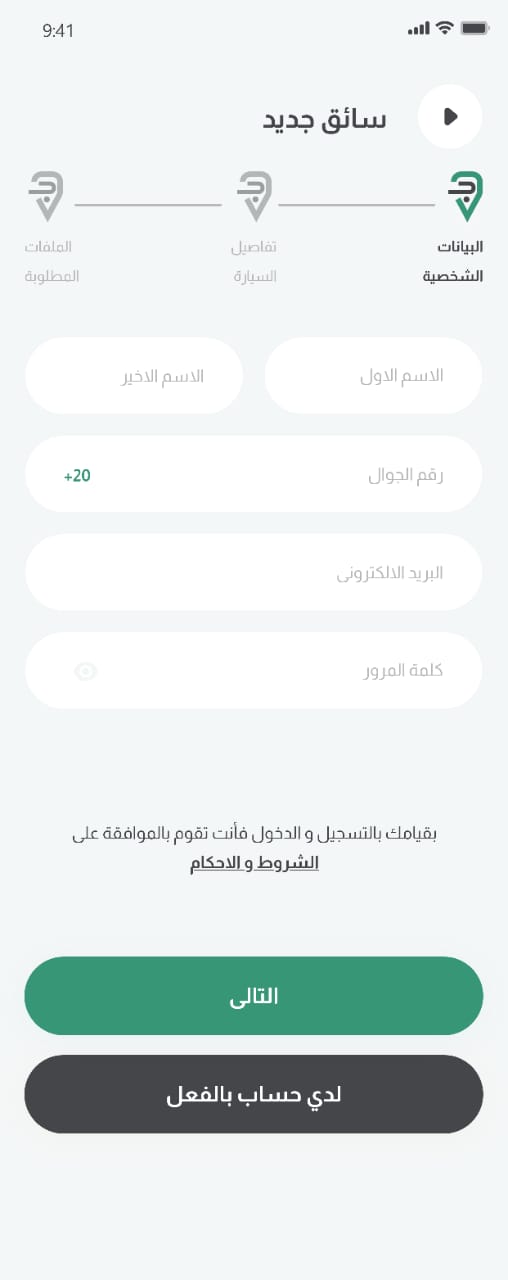 9:41
سائق جديد
البيانات الشخصية
تفاصيل السيارة
الملفات المطلوبة
الاسم الاول
الاسم الاخير
رقم الجوال
+20
البريد الالكترونى
كلمة المرور
بقيامك بالتسجيل و الدخول فأنت تقوم بالموافقة على
الشروط و الاحكام
التالى
لدي حساب بالفعل